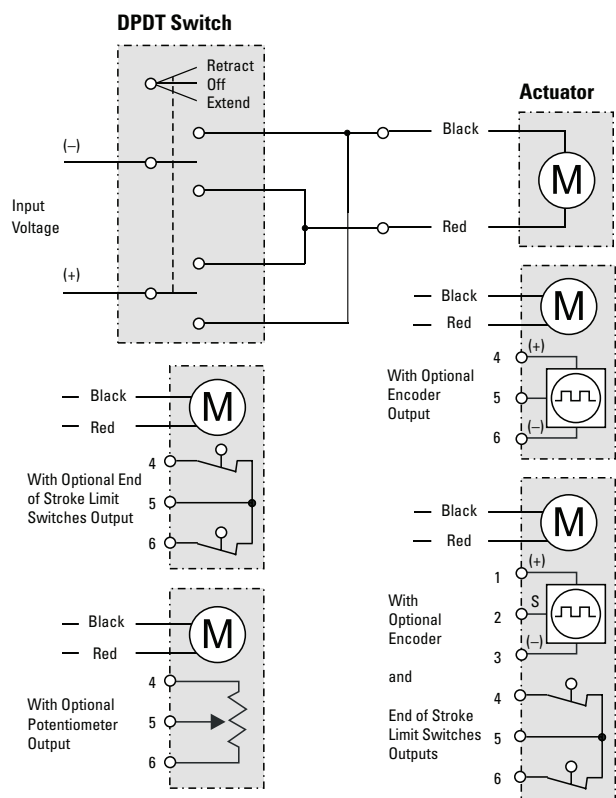 DPDT Switch
Retract
Off
Extend
(–)
Input
Voltage
(+)
Actuator
Black
M
Red
Black
Red
M
4
(+)
With Optional
Encoder
Output
5
6
(–)
Black
Red
M
With Optional End
of Stroke Limit
Switches Output
4
5
6
Black
Red
M
With Optional
Potentiometer
Output
4
5
6
Black
Red
M
1
(+)
With
Optional
Encoder
2
S
3
(–)
and
End of Stroke
Limit Switches
Outputs
4
5
6